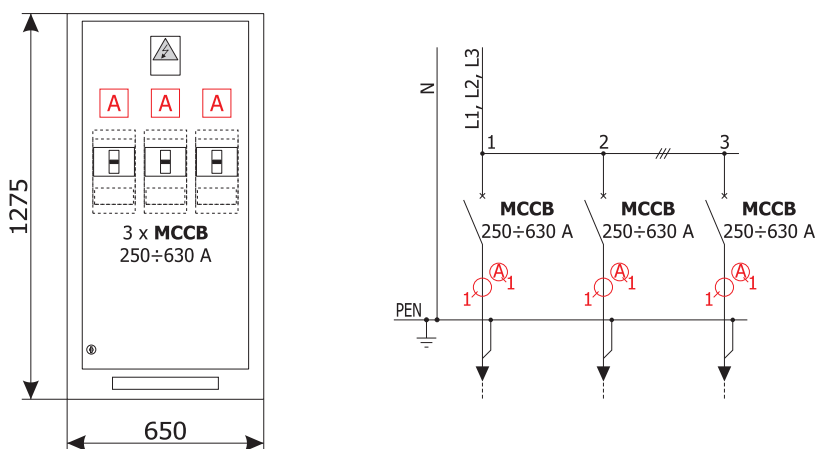 A A A
3 x MCCB
250÷630 A
1275
650
N
L1, L2, L3
1 2 3
MCCB MCCB MCCB
250÷630 A 250÷630 A 250÷630 A
A 1 A 1 A 1
1 1 1
PEN